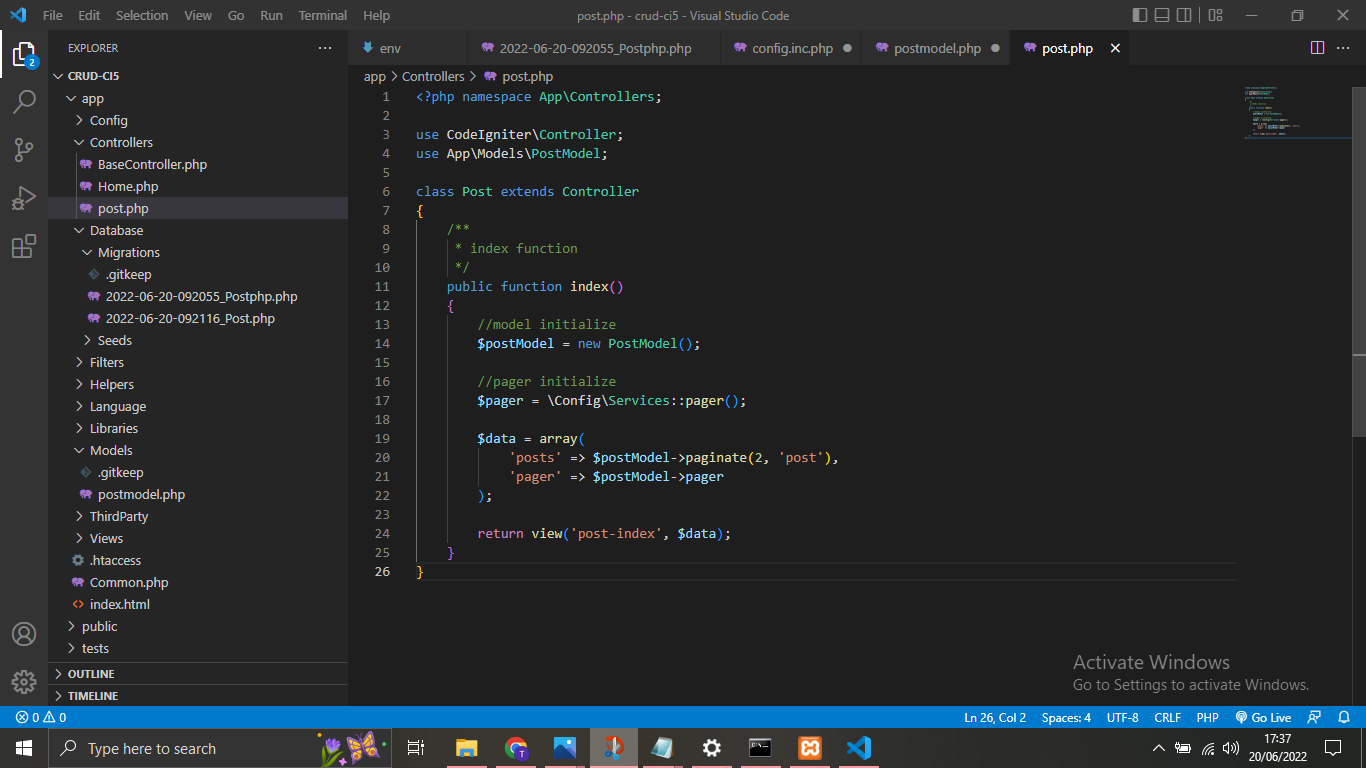 File Edit Selection View Go Run Terminal Help
post.php - crud-ci5 - Visual Studio Code
EXPLORER
env
2022-06-20-092055_Postphp.php
config.inc.php
postmodel.php
post.php
CRUD-CI5
app
Config
Controllers
BaseController.php
Home.php
post.php
Database
Migrations
.gitkeep
2022-06-20-092055_Postphp.php
2022-06-20-092116_Post.php
Seeds
Filters
Helpers
Language
Libraries
Models
.gitkeep
postmodel.php
ThirdParty
Views
.htaccess
Common.php
index.html
public
tests
OUTLINE
TIMELINE
2
app > Controllers > post.php
1 <?php namespace App\Controllers;
2
3 use CodeIgniter\Controller;
4 use App\Models\PostModel;
5
6 class Post extends Controller
7 {
8 /**
9 * index function
10 */
11 public function index()
12 {
13 //model initialize
14 $postModel = new PostModel();
15
16 //pager initialize
17 $pager = \Config\Services::pager();
18
19 $data = array(
20 'posts' => $postModel->paginate(2, 'post'),
21 'pager' => $postModel->pager
22 );
23
24 return view('post-index', $data);
25 }
26 }
Activate Windows
Go to Settings to activate Windows.
0 0
Ln 26, Col 2 Spaces: 4 UTF-8 CRLF PHP Go Live
Type here to search
17:37
20/06/2022